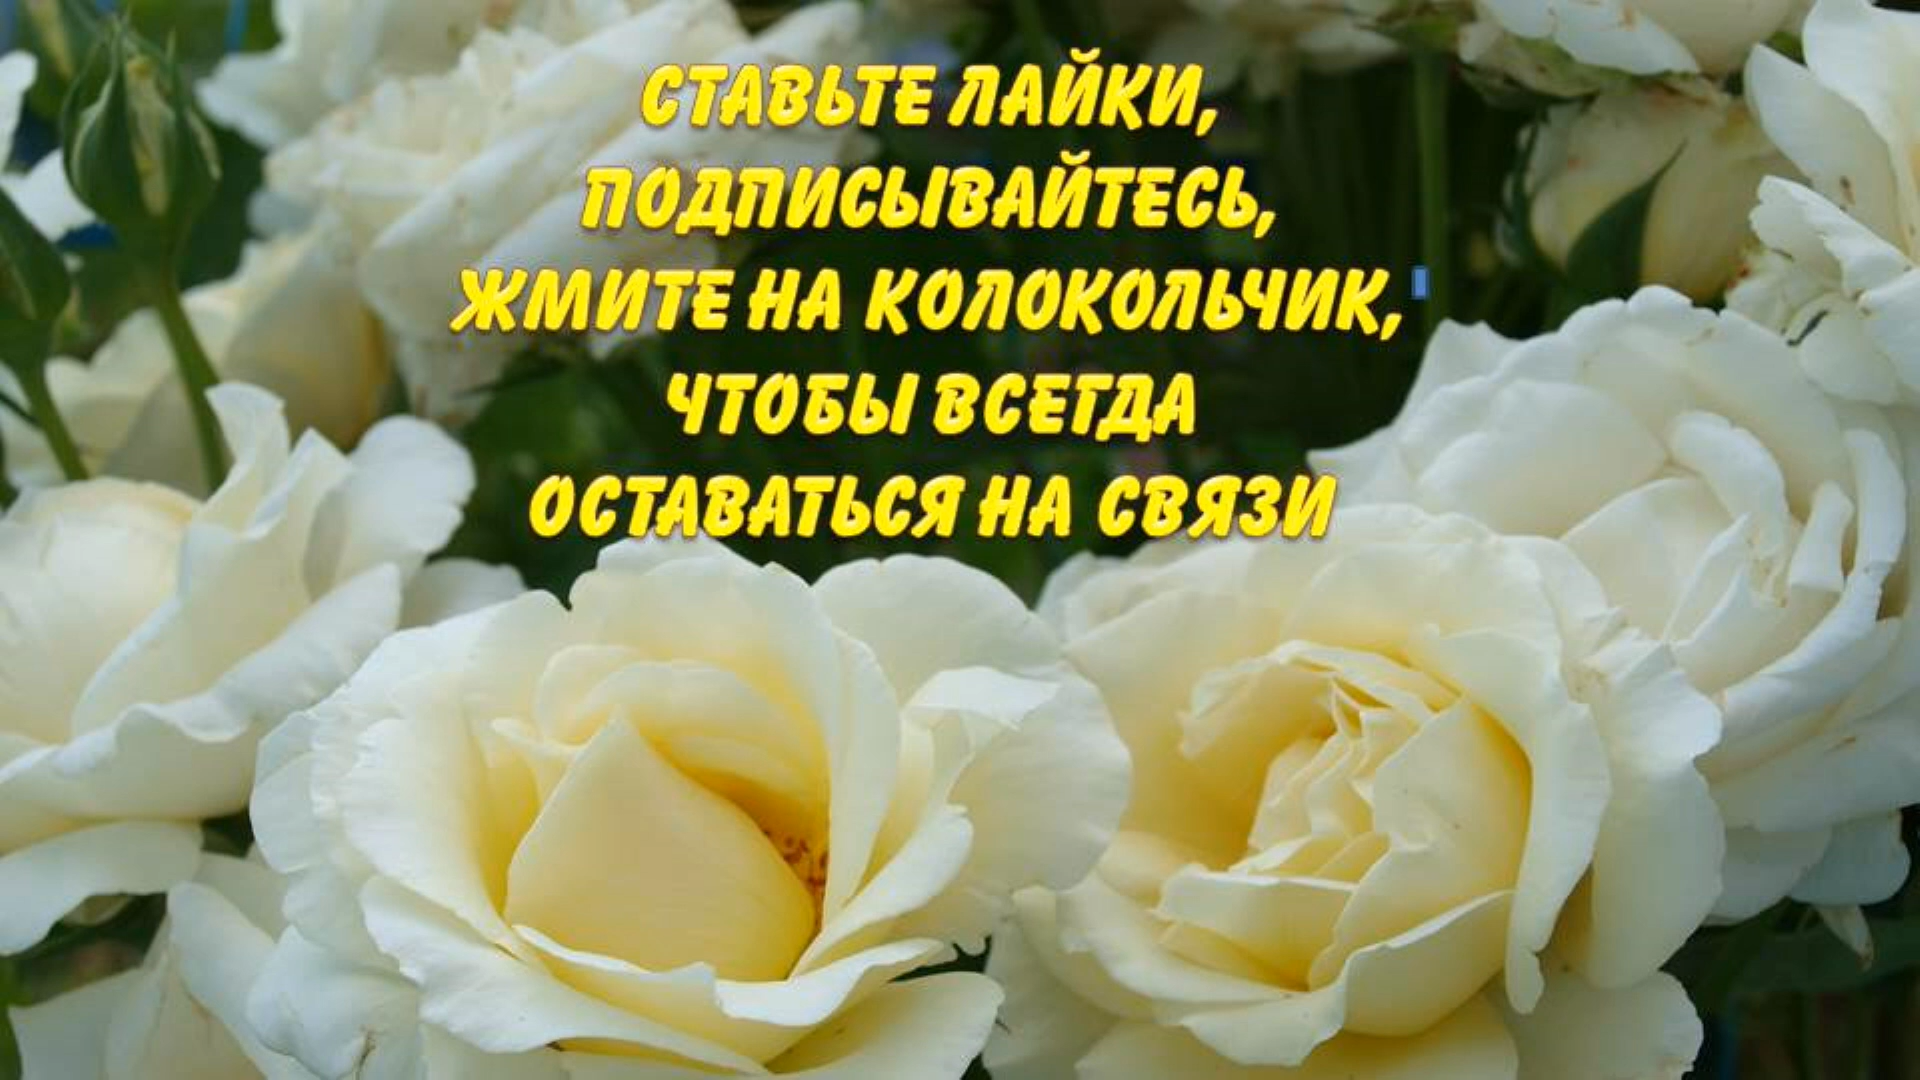 СТАВЬТЕ ЛАЙКИ,
ПОДПИСЫВАЙТЕСЬ,
ЖМИТЕ НА КОЛОКОЛЬЧИК,
ЧТОБЫ ВСЕГДА
ОСТАВАТЬСЯ НА СВЯЗИ